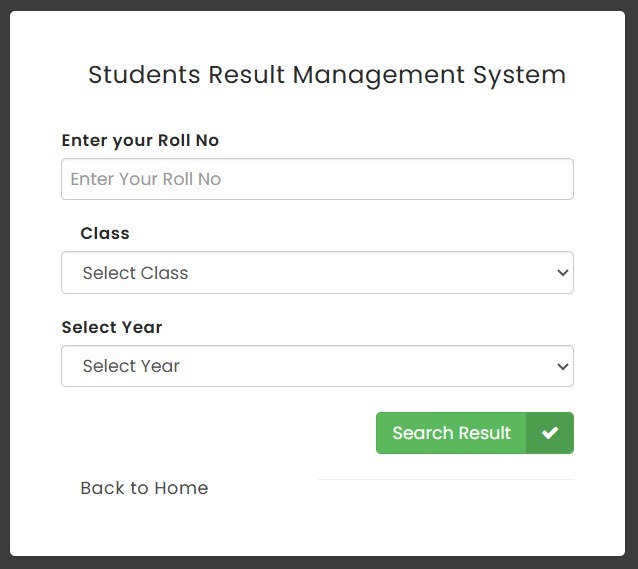 Students Result Management System
Enter your Roll No
Enter Your Roll No
Class
Select Class
Select Year
Select Year
Search Result
Back to Home